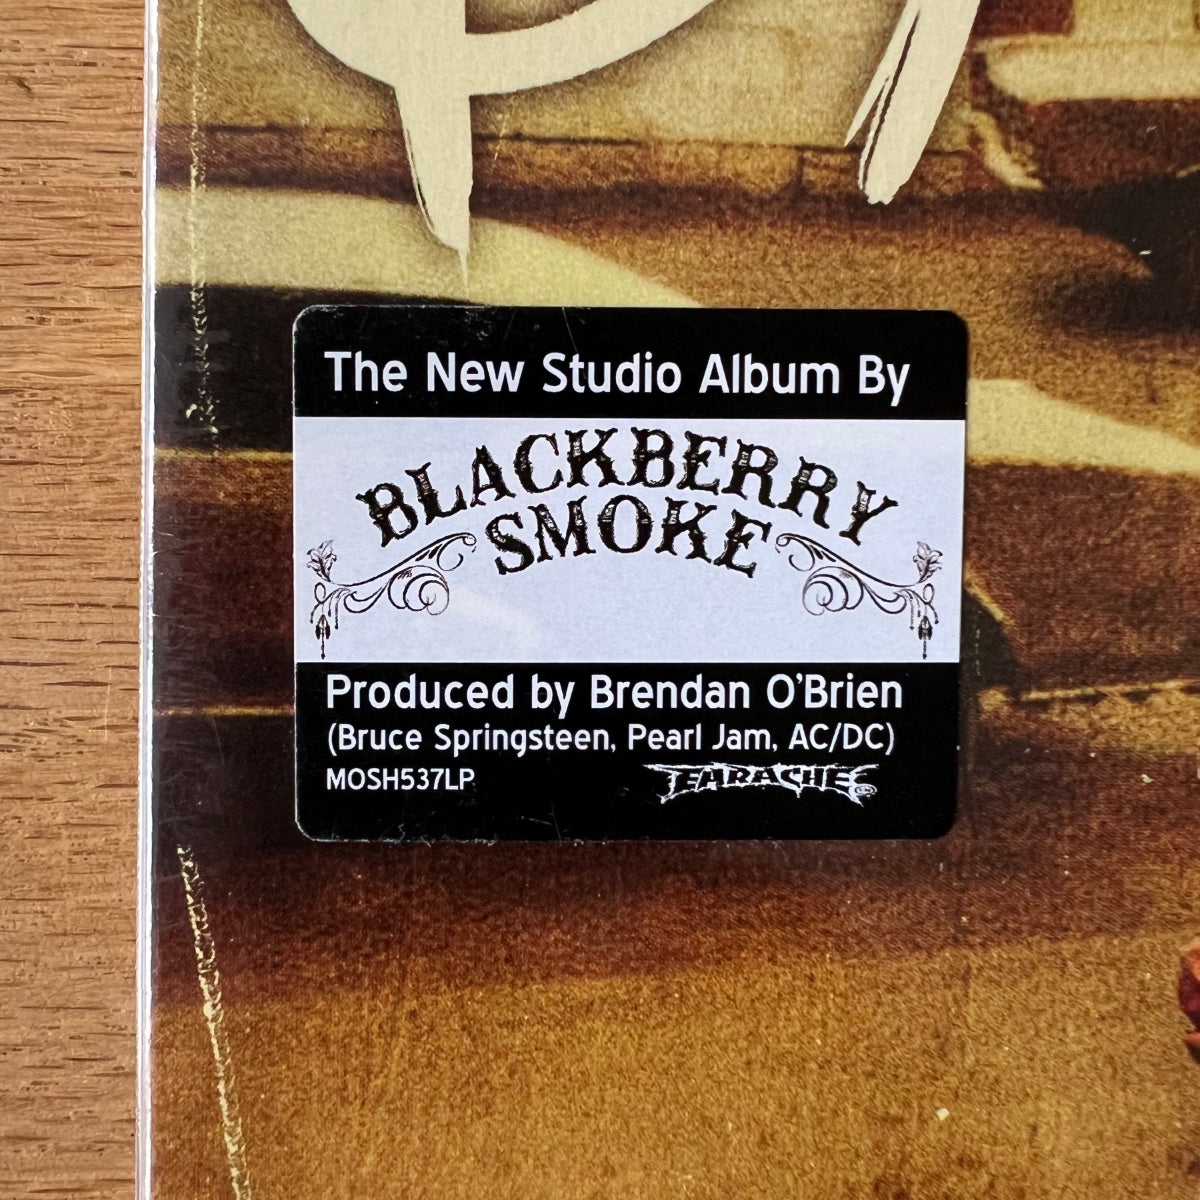 The New Studio Album By
BLACKBERRY
SMOKE
Produced by Brendan O'Brien
(Bruce Springsteen, Pearl Jam, AC/DC)
MOSH537LP
EARACHE